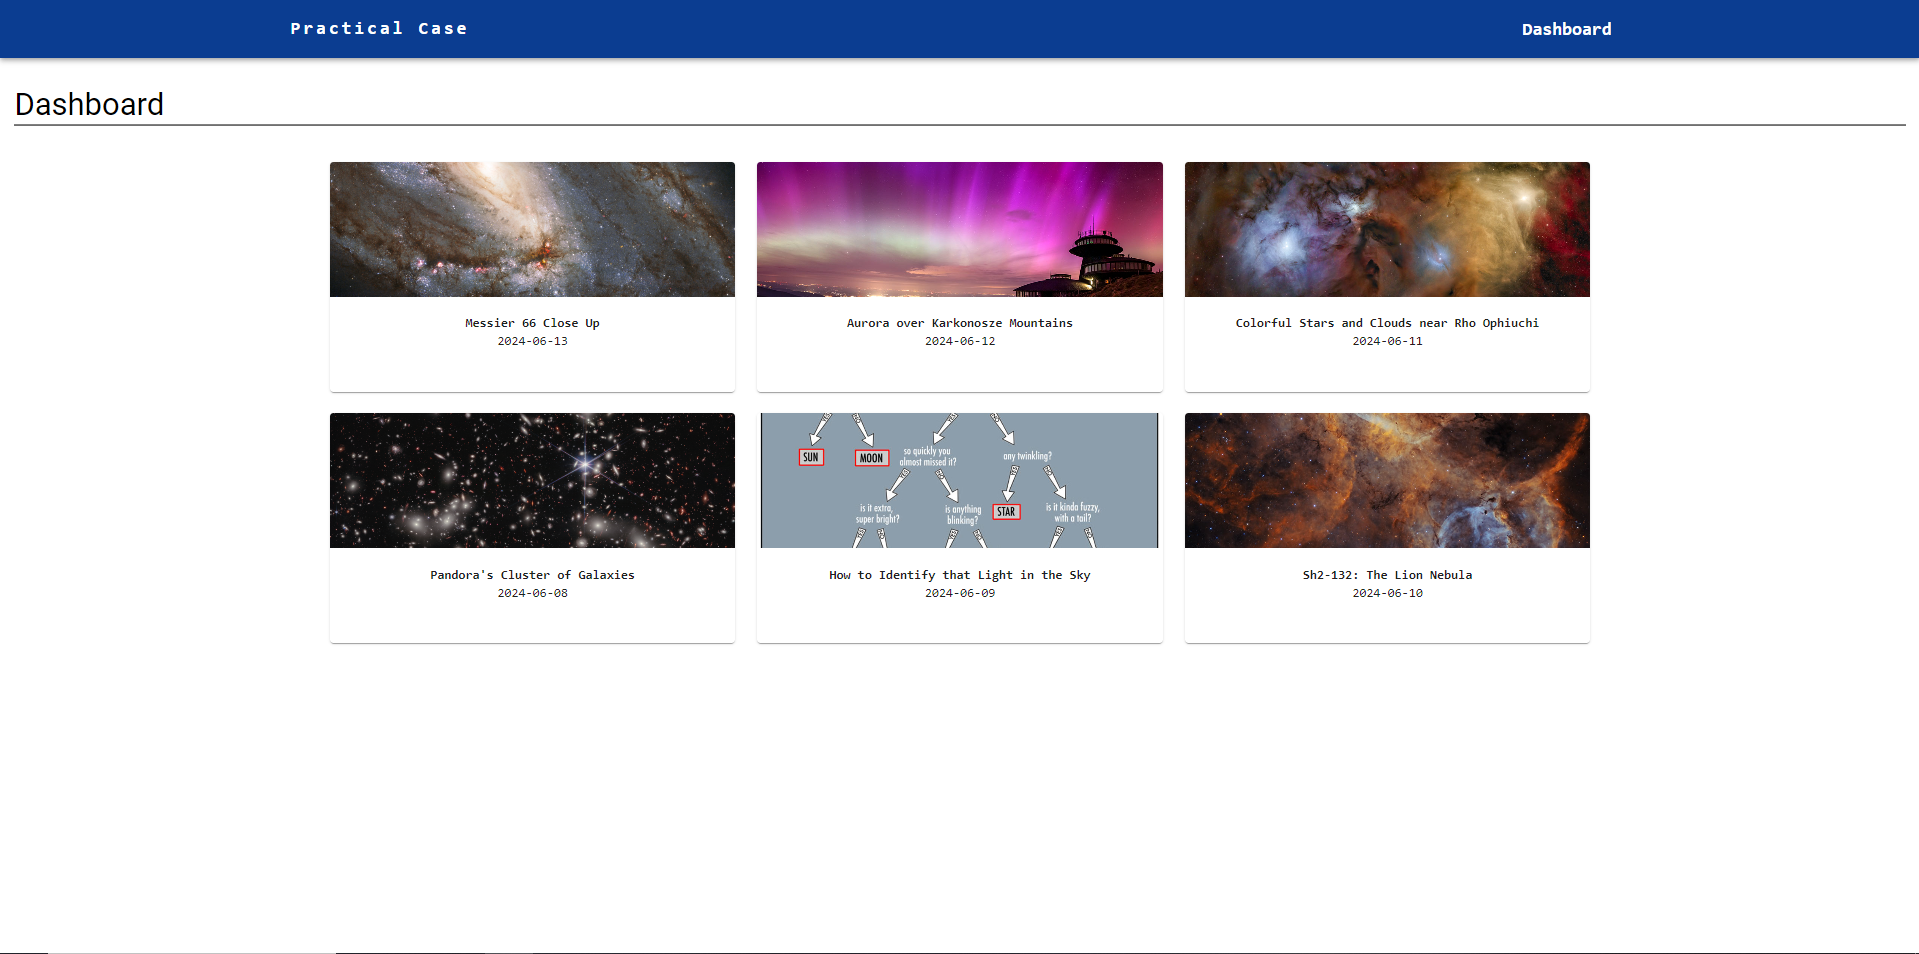 Practical Case
Dashboard
Dashboard
Messier 66 Close Up
2024-06-13
Aurora over Karkonosze Mountains
2024-06-12
Colorful Stars and Clouds near Rho Ophiuchi
2024-06-11
SUN
MOON
so quickly you
almost missed it?
any twinkling?
is it extra,
super bright?
is anything
blinking?
STAR
is it kinda fuzzy,
with a tail?
Pandora's Cluster of Galaxies
2024-06-08
How to Identify that Light in the Sky
2024-06-09
Sh2-132: The Lion Nebula
2024-06-10